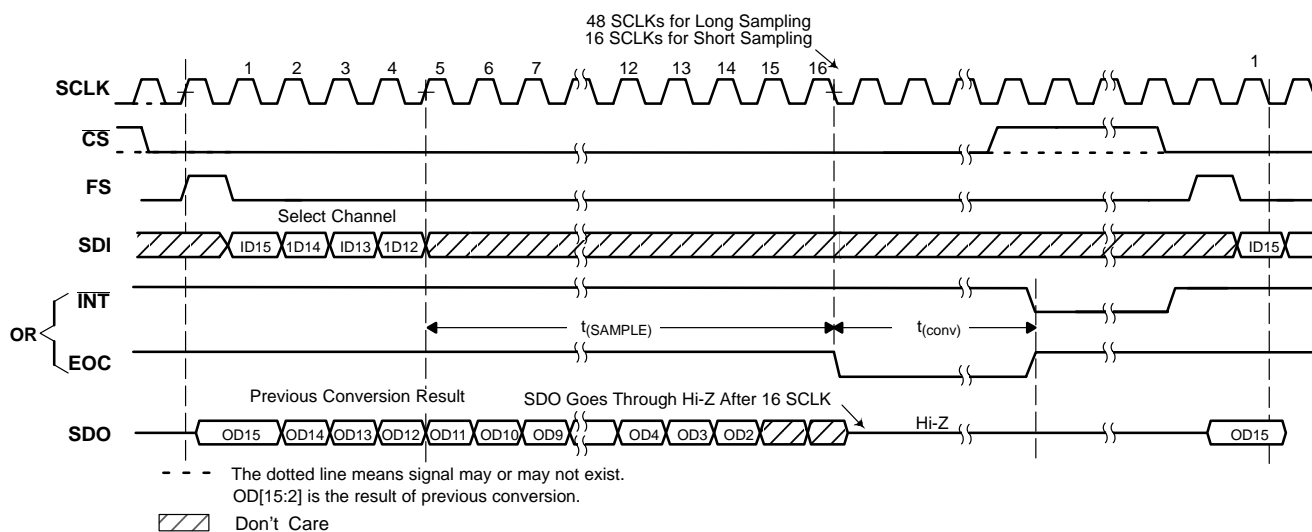 48 SCLKs for Long Sampling
16 SCLKs for Short Sampling
1 2 3 4 5 6 7 12 13 14 15 16 1
SCLK
CS
FS
Select Channel
SDI ID15 1D14 ID13 1D12 ID15
INT
OR
t(SAMPLE) t(conv)
EOC
Previous Conversion Result SDO Goes Through Hi-Z After 16 SCLK
SDO OD15 OD14 OD13 OD12 OD11 OD10 OD9 OD4 OD3 OD2 Hi-Z OD15
The dotted line means signal may or may not exist.
OD[15:2] is the result of previous conversion.
Don't Care